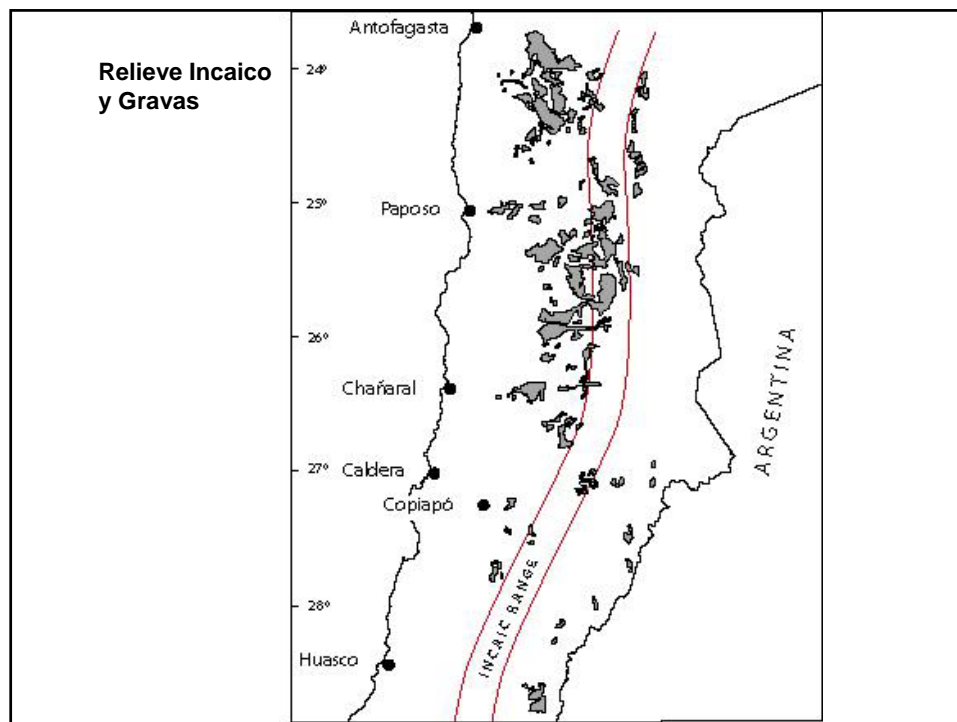 Relieve Incaico
y Gravas
Antofagasta
24º
25º
Paposo
26º
Chañaral
27º
Caldera
Copiapó
28º
Huasco
INCAIC RANGE
ARGENTINA